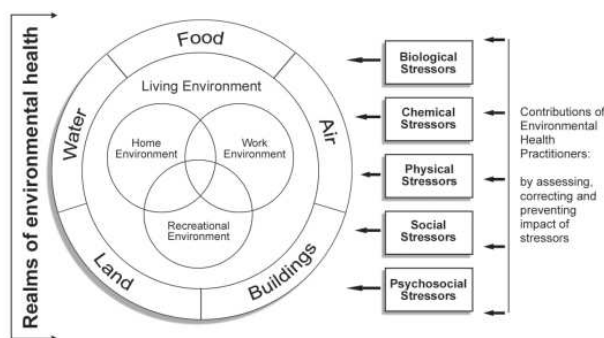 Realms of environmental health
Food
Water
Air
Land
Buildings
Living Environment
Home
Environment
Work
Environment
Recreational
Environment
Biological
Stressors
Chemical
Stressors
Physical
Stressors
Social
Stressors
Psychosocial
Stressors
Contributions of
Environmental
Health
Practitioners:
by assessing,
correcting and
preventing
impact of
stressors